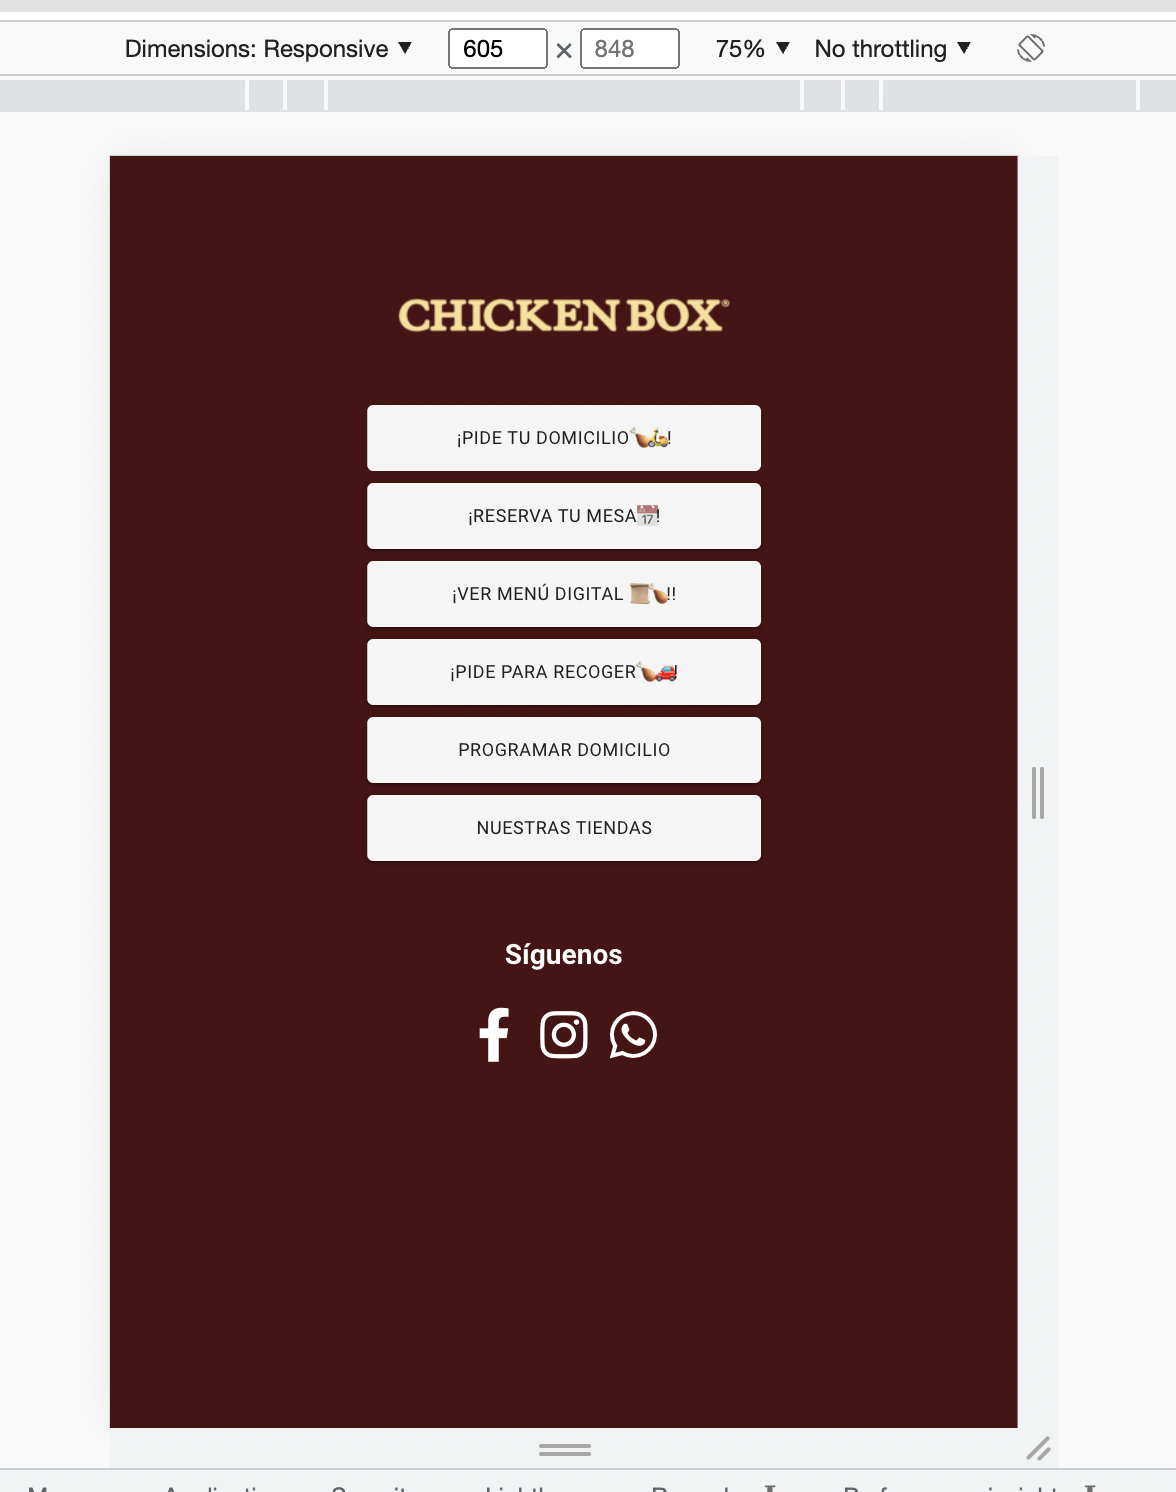 Dimensions: Responsive ▼ 605 × 848 75% ▼ No throttling ▼
CHICKEN BOX®
¡PIDE TU DOMICILIO🍗🛵!
¡RESERVA TU MESA📅!
17
¡VER MENÚ DIGITAL 📜🍗!!
¡PIDE PARA RECOGER🍗🚗!
PROGRAMAR DOMICILIO
NUESTRAS TIENDAS
Síguenos